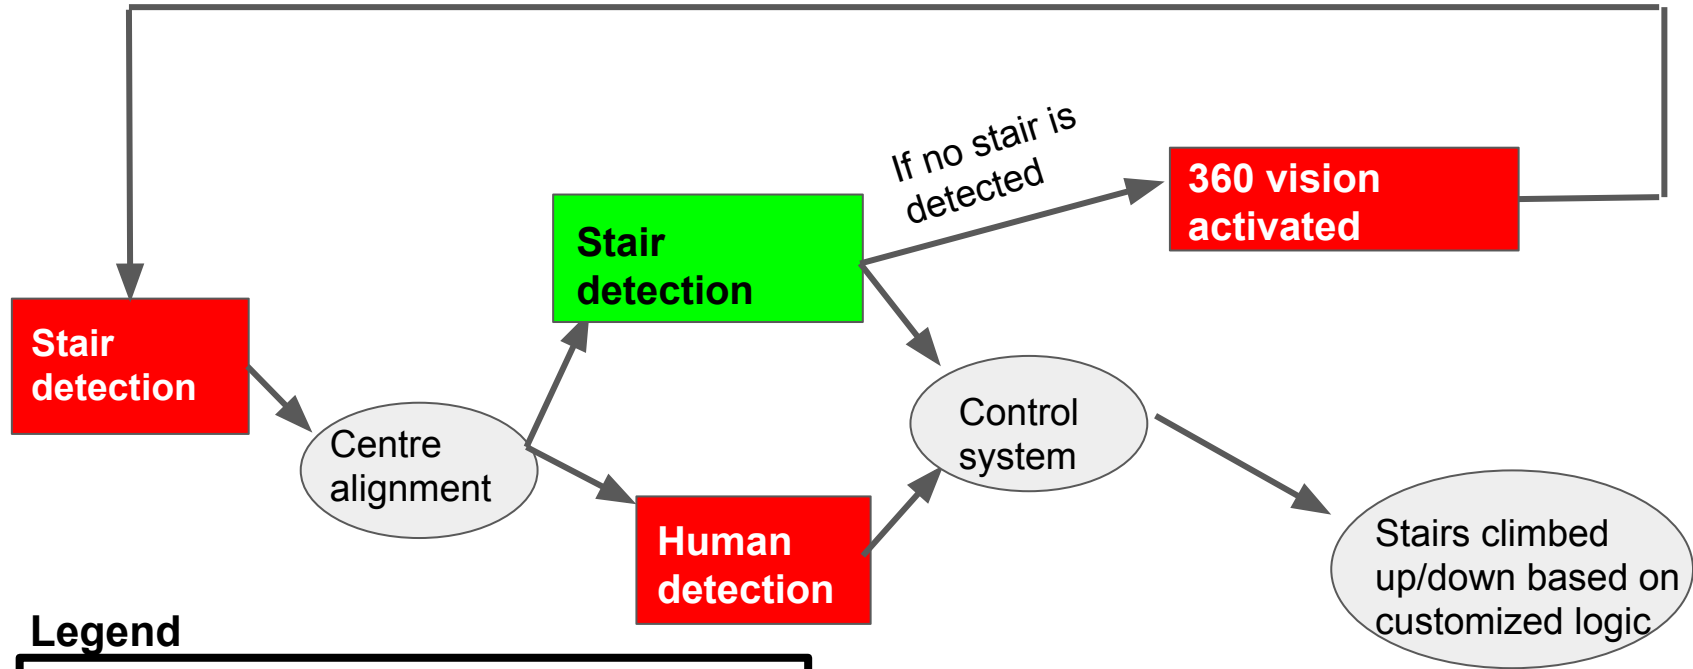 If no stair is
detected
360 vision
activated
Stair
detection
Stair
detection
Centre
alignment
Control
system
Human
detection
Stairs climbed
up/down based on
customized logic
Legend